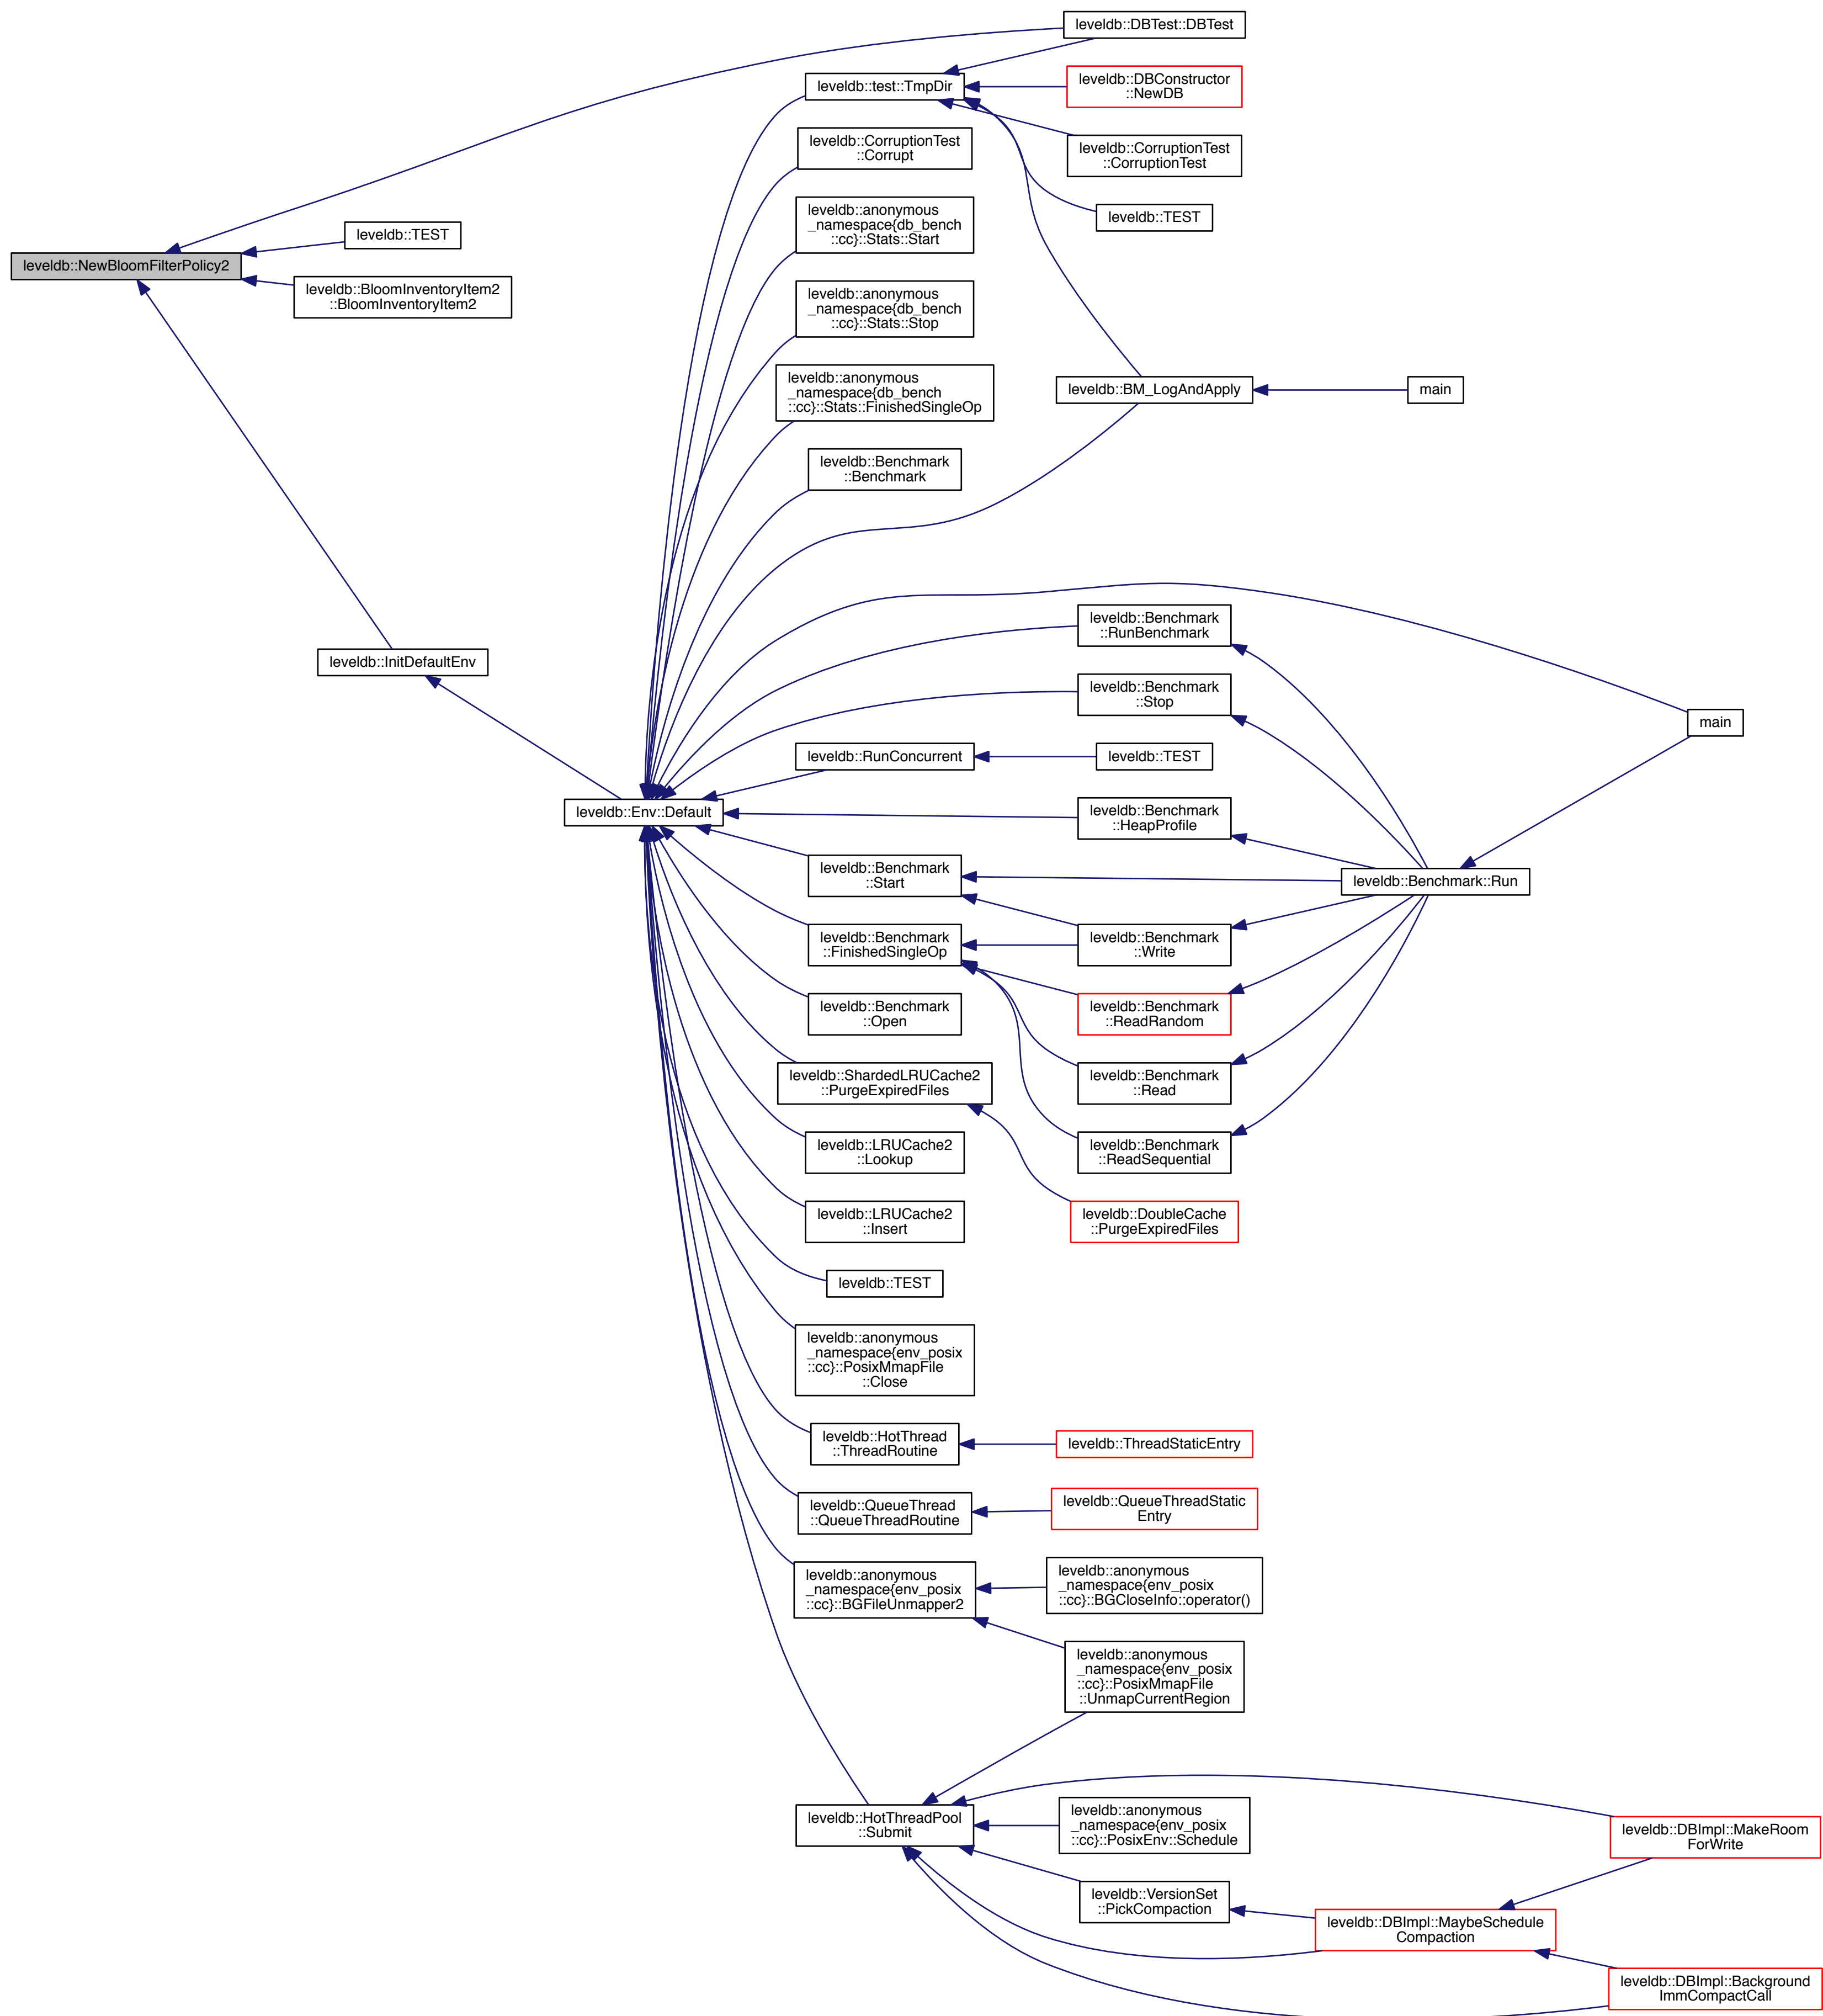 leveldb::DBTest::DBTest
leveldb::test::TmpDir
leveldb::DBConstructor
::NewDB
leveldb::CorruptionTest
::Corrupt
leveldb::CorruptionTest
::CorruptionTest
leveldb::anonymous
_namespace{db_bench
::cc}::Stats::Start
leveldb::TEST
leveldb::TEST
leveldb::NewBloomFilterPolicy2
leveldb::BloomInventoryItem2
::BloomInventoryItem2
leveldb::anonymous
_namespace{db_bench
::cc}::Stats::Stop
leveldb::anonymous
_namespace{db_bench
::cc}::Stats::FinishedSingleOp
leveldb::BM_LogAndApply
main
leveldb::Benchmark
::Benchmark
leveldb::Benchmark
::RunBenchmark
leveldb::InitDefaultEnv
leveldb::Benchmark
::Stop
main
leveldb::RunConcurrent
leveldb::TEST
leveldb::Env::Default
leveldb::Benchmark
::HeapProfile
leveldb::Benchmark
::Start
leveldb::Benchmark::Run
leveldb::Benchmark
::FinishedSingleOp
leveldb::Benchmark
::Write
leveldb::Benchmark
::Open
leveldb::Benchmark
::ReadRandom
leveldb::ShardedLRUCache2
::PurgeExpiredFiles
leveldb::Benchmark
::Read
leveldb::LRUCache2
::Lookup
leveldb::Benchmark
::ReadSequential
leveldb::LRUCache2
::Insert
leveldb::DoubleCache
::PurgeExpiredFiles
leveldb::TEST
leveldb::anonymous
_namespace{env_posix
::cc}::PosixMmapFile
::Close
leveldb::HotThread
::ThreadRoutine
leveldb::ThreadStaticEntry
leveldb::QueueThread
::QueueThreadRoutine
leveldb::QueueThreadStatic
Entry
leveldb::anonymous
_namespace{env_posix
::cc}::BGFileUnmapper2
leveldb::anonymous
_namespace{env_posix
::cc}::BGCloseInfo::operator()
leveldb::anonymous
_namespace{env_posix
::cc}::PosixMmapFile
::UnmapCurrentRegion
leveldb::HotThreadPool
::Submit
leveldb::anonymous
_namespace{env_posix
::cc}::PosixEnv::Schedule
leveldb::DBImpl::MakeRoom
ForWrite
leveldb::VersionSet
::PickCompaction
leveldb::DBImpl::MaybeSchedule
Compaction
leveldb::DBImpl::Background
ImmCompactCall